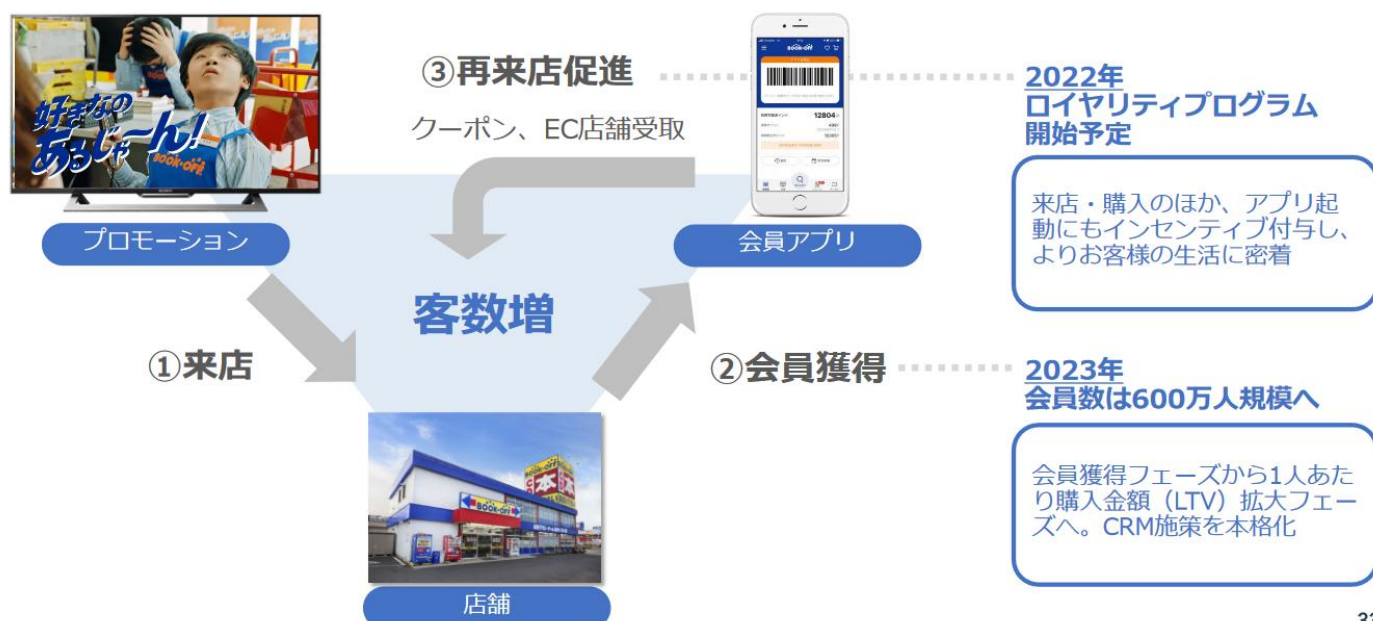 好きなの
あるじゃ～ん!
BOOK・OFF
プロモーション
③再来店促進
クーポン、EC店舗受取
BOOK・OFF
12804
会員アプリ
2022年
ロイヤリティプログラム
開始予定
来店・購入のほか、アプリ起
動にもインセンティブ付与し、
よりお客様の生活に密着
客数増
①来店
②会員獲得
2023年
会員数は600万人規模へ
会員獲得フェーズから1人あた
り購入金額（LTV）拡大フェー
ズへ。CRM施策を本格化
BOOK・OFF
本
BOOK・OFF
店舗